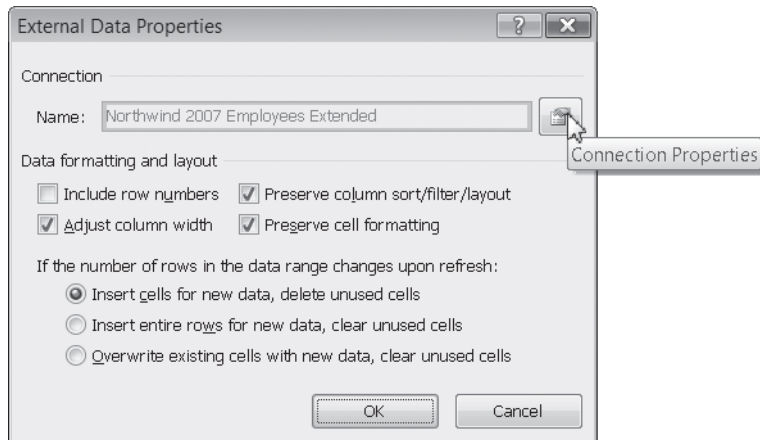 External Data Properties
Connection
Name: Northwind 2007 Employees Extended
Connection Properties
Data formatting and layout
Include row numbers Preserve column sort/filter/layout
Adjust column width Preserve cell formatting
If the number of rows in the data range changes upon refresh:
Insert cells for new data, delete unused cells
Insert entire rows for new data, clear unused cells
Overwrite existing cells with new data, clear unused cells
OK Cancel